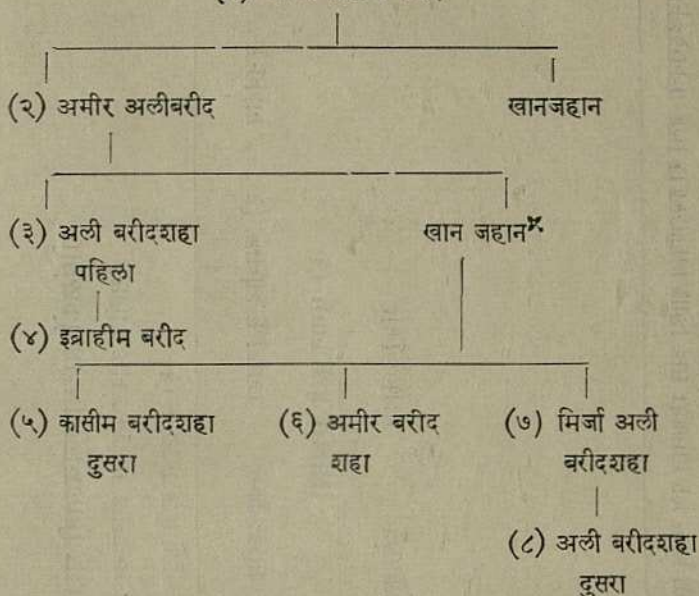 (२) अमीर अलीबरीद खानजहान
(३) अली बरीदशहा खान जहान*
पहिला
(४) इब्राहीम बरीद
(५) कासीम बरीदशहा (६) अमीर बरीद (७) मिर्जा अली
दुसरा शहा बरीदशहा
(८) अली बरीदशहा
दुसरा